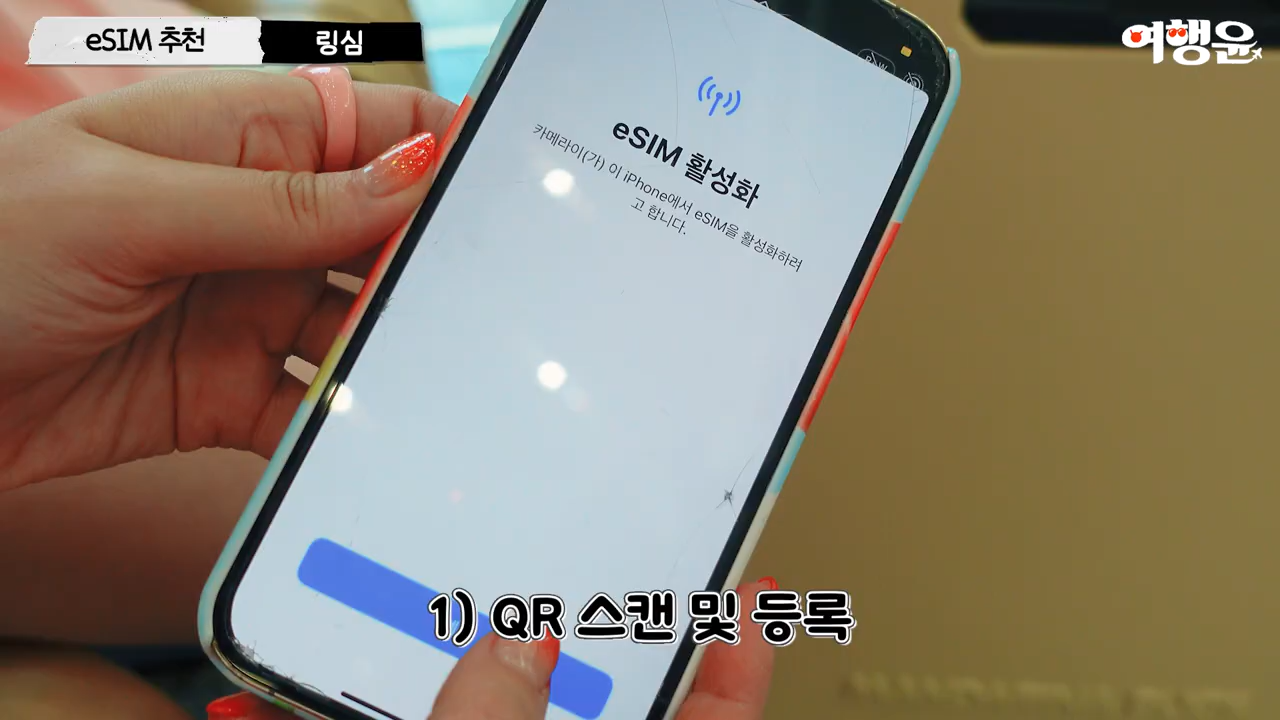 eSIM 추천
링심
여행윤
eSIM 활성화
카메라이(가) 이 iPhone에서 eSIM을 활성화하려
고 합니다.
1) QR 스캔 및 등록